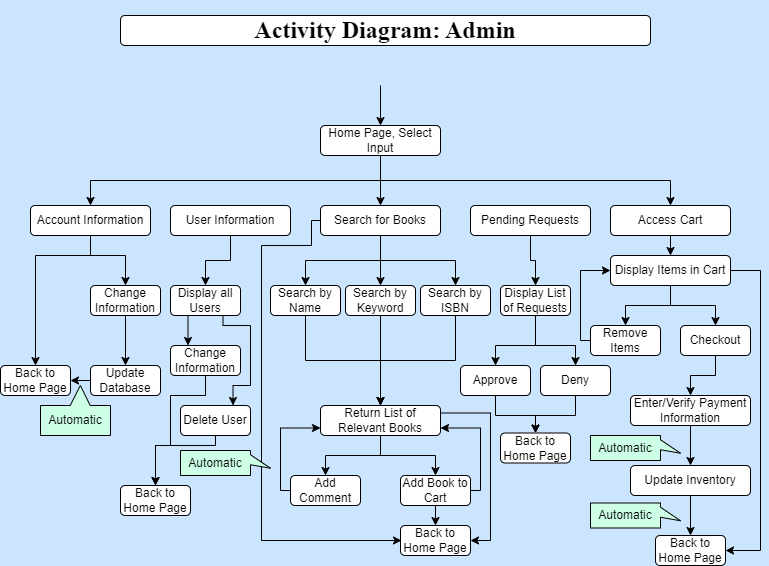 Activity Diagram: Admin
Home Page, Select
Input
Account Information
User Information
Search for Books
Pending Requests
Access Cart
Change
Information
Display all
Users
Search by
Name
Search by
Keyword
Search by
ISBN
Display List
of Requests
Display Items in Cart
Change
Information
Remove
Items
Checkout
Back to
Home Page
Update
Database
Approve
Deny
Automatic
Delete User
Return List of
Relevant Books
Enter/Verify Payment
Information
Back to
Home Page
Automatic
Automatic
Back to
Home Page
Add
Comment
Add Book to
Cart
Update Inventory
Automatic
Back to
Home Page
Back to
Home Page